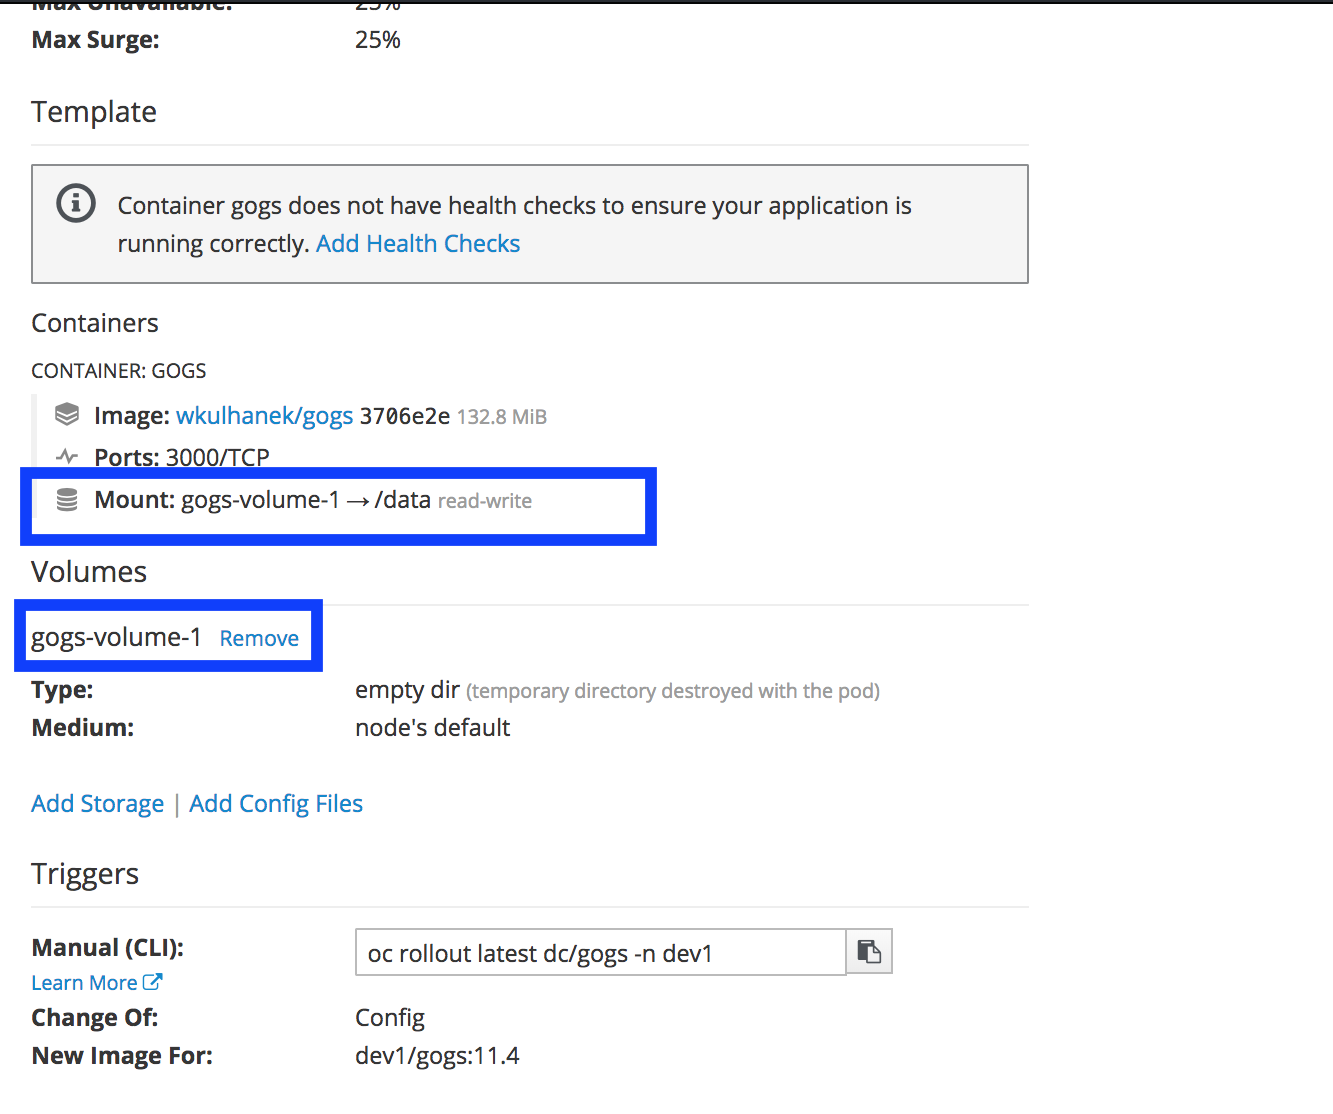 Max Unavailable: 25%
Max Surge: 25%
Template
Container gogs does not have health checks to ensure your application is
running correctly. Add Health Checks
Containers
CONTAINER: GOGS
Image: wkulhanek/gogs 3706e2e 132.8 MiB
Ports: 3000/TCP
Mount: gogs-volume-1 → /data read-write
Volumes
gogs-volume-1 Remove
Type: empty dir (temporary directory destroyed with the pod)
Medium: node's default
Add Storage | Add Config Files
Triggers
Manual (CLI): oc rollout latest dc/gogs -n dev1
Learn More
Change Of: Config
New Image For: dev1/gogs:11.4